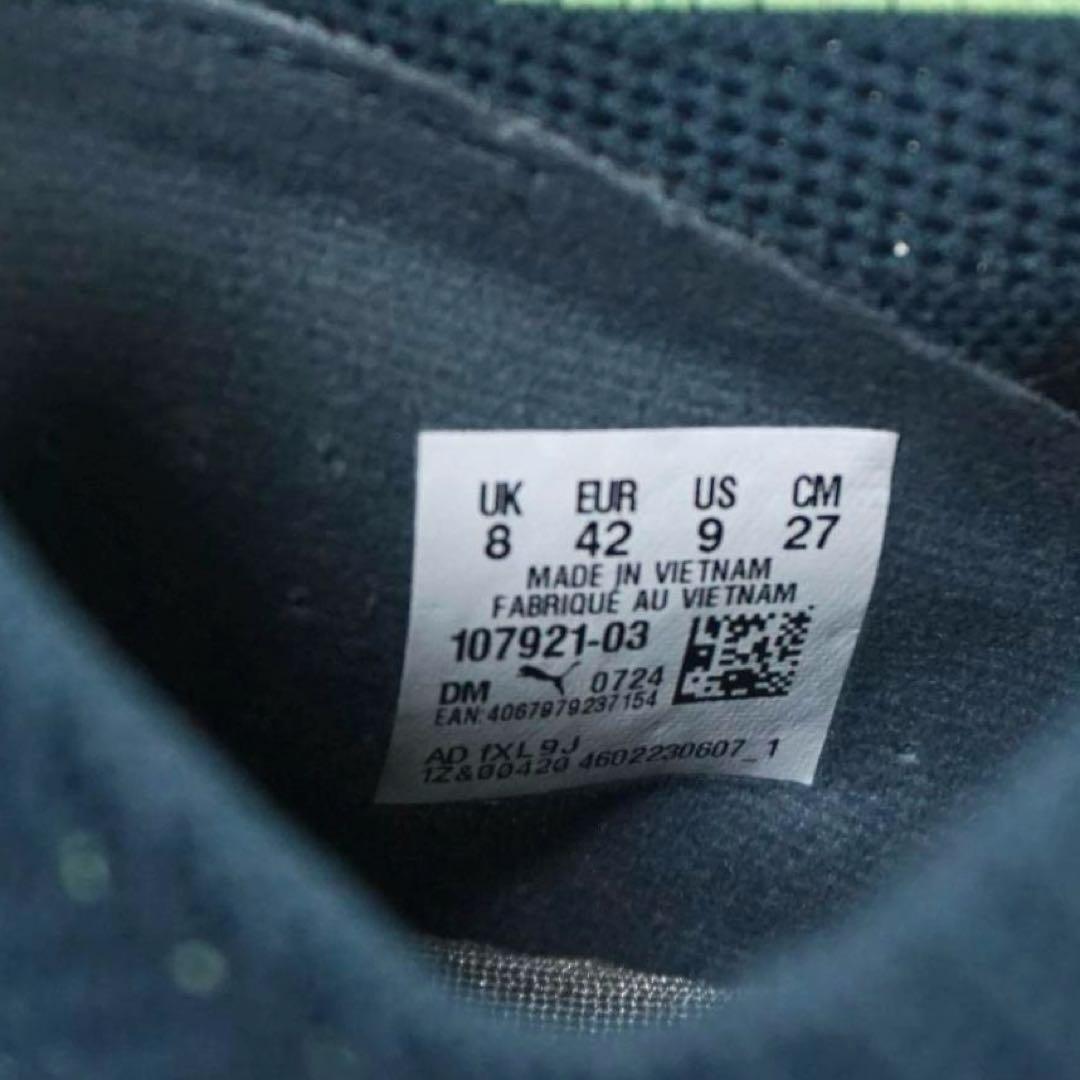 UK EUR US CM
8 42 9 27
MADE IN VIETNAM
FABRIQUÉ AU VIETNAM
107921-03
DM 0724
EAN:4067979237154
AD fXL9J
1Z&00420 4602230607_1